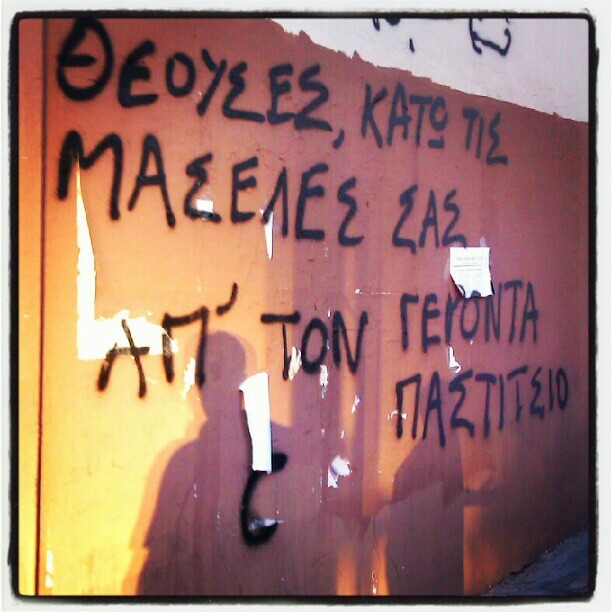 ΘΕΟΥΣΕΣ, ΚΑΤΩ ΤΙΣ
ΜΑΣΕΛΕΣ ΣΑΣ
ΑΠ' ΤΟΝ ΓΕΡΟΝΤΑ
ΠΑΣΤΙΤΣΙΟ